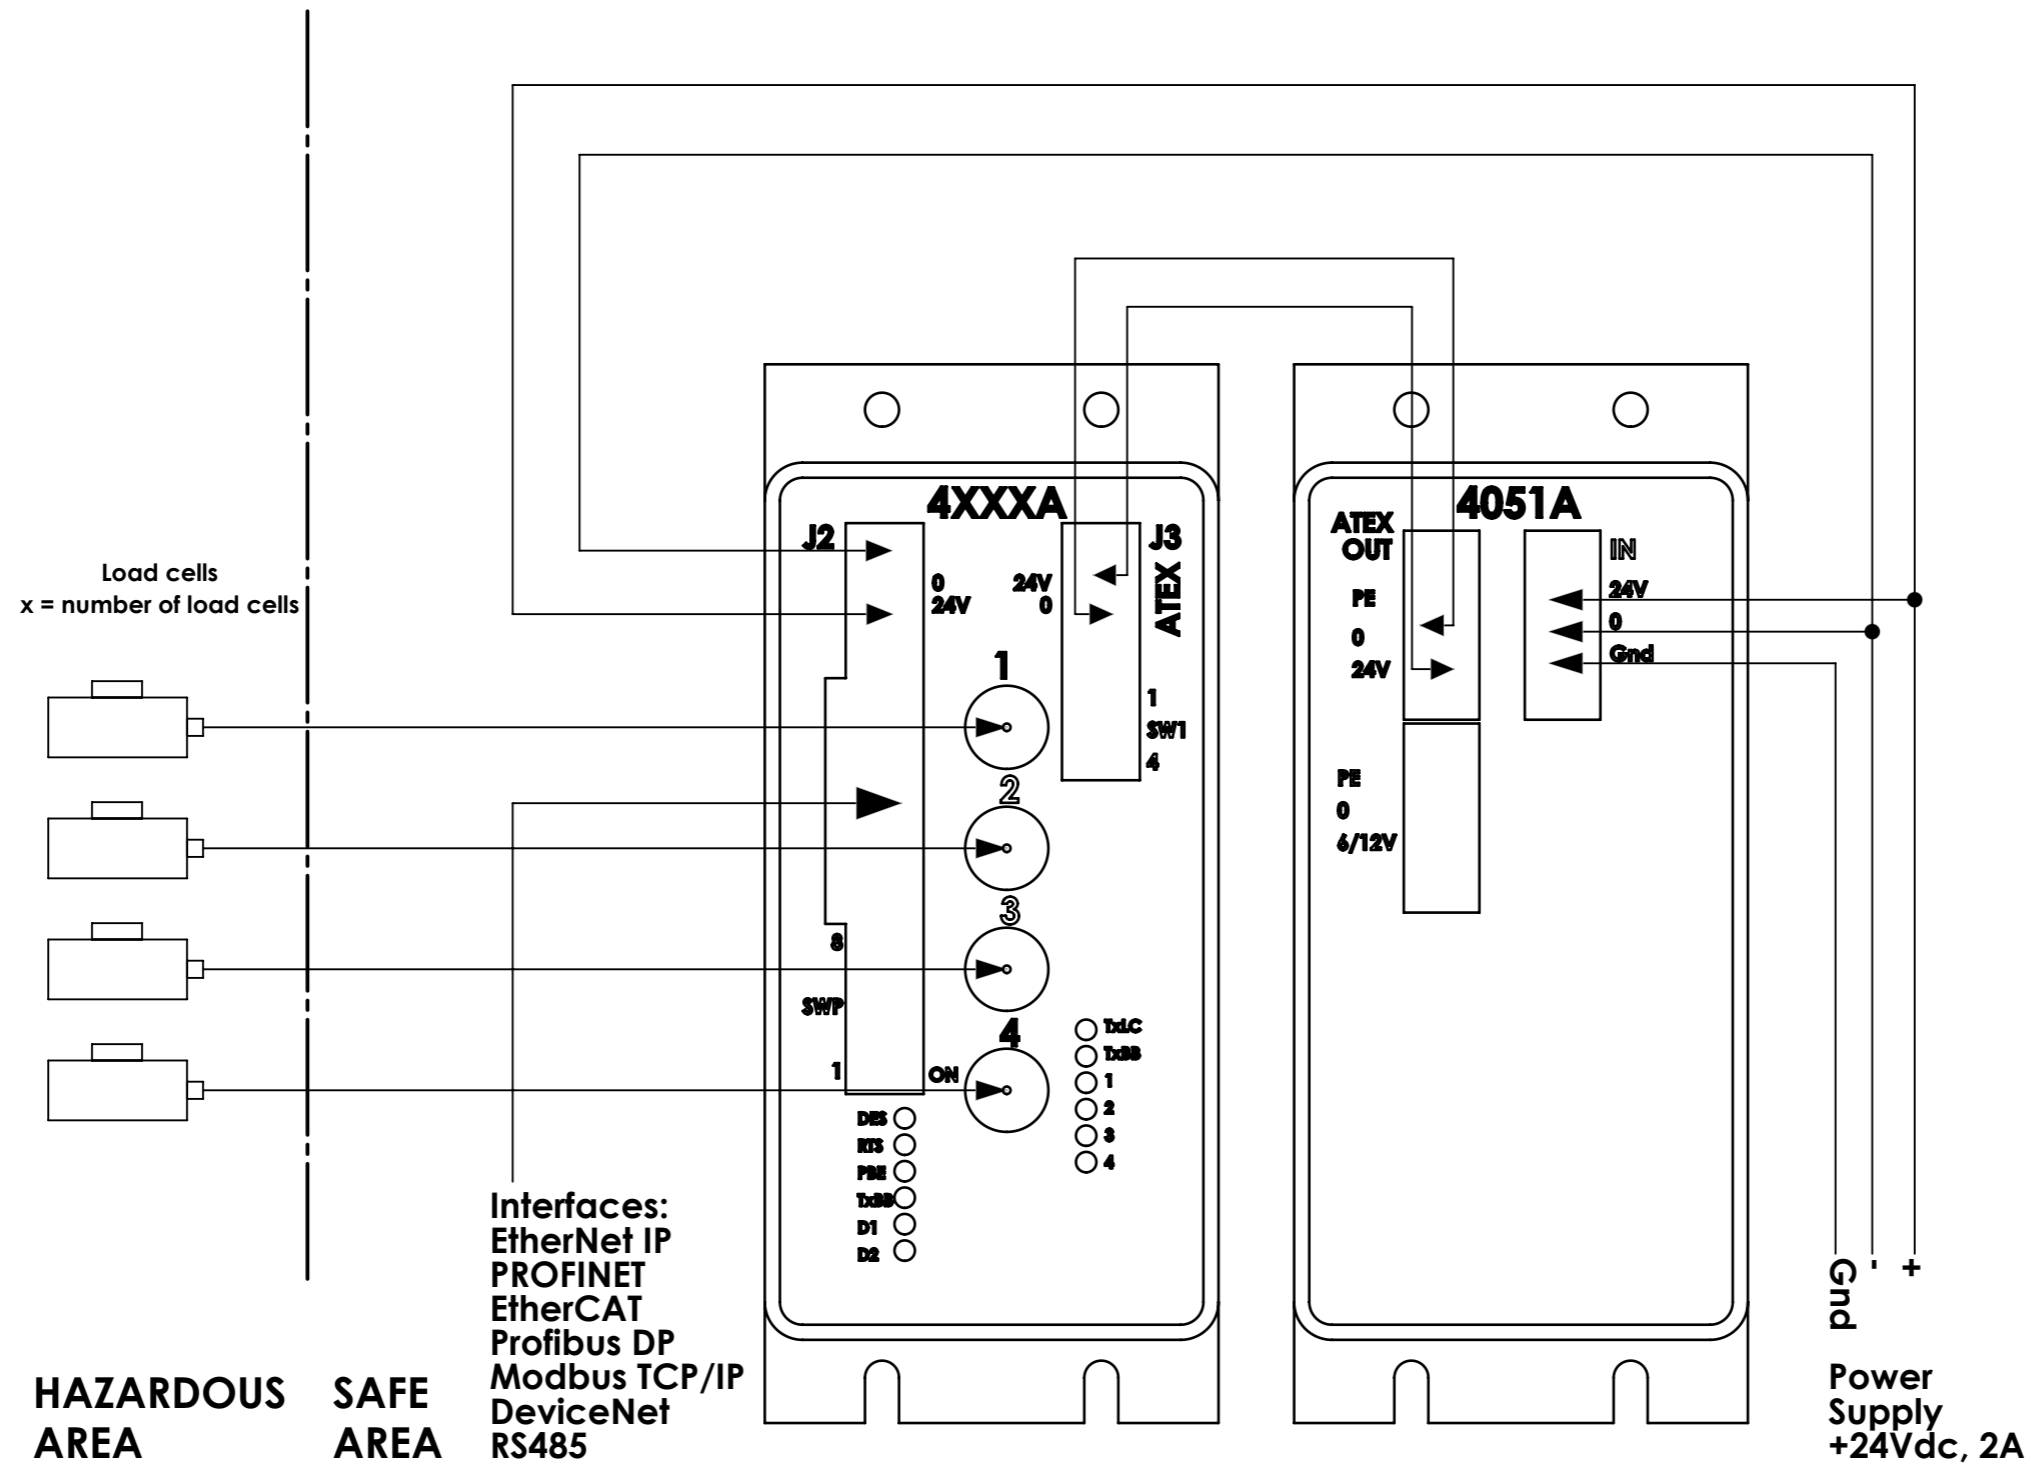 Load cells
x = number of load cells
HAZARDOUS
AREA
SAFE
AREA
Interfaces:
EtherNet IP
PROFINET
EtherCAT
Profibus DP
Modbus TCP/IP
DeviceNet
RS485
4XXXA
J2
0
24V
24V
0
J3
ATEX
1
SW1
4
1
2
3
4
8
SWP
1
ON
DES
RTS
PBE
TxBB
D1
D2
TxLC
TxBB
1
2
3
4
4051A
ATEX
OUT
PE
0
24V
PE
0
6/12V
IN
24V
0
Gnd
Gnd
-
+
Power
Supply
+24Vdc, 2A